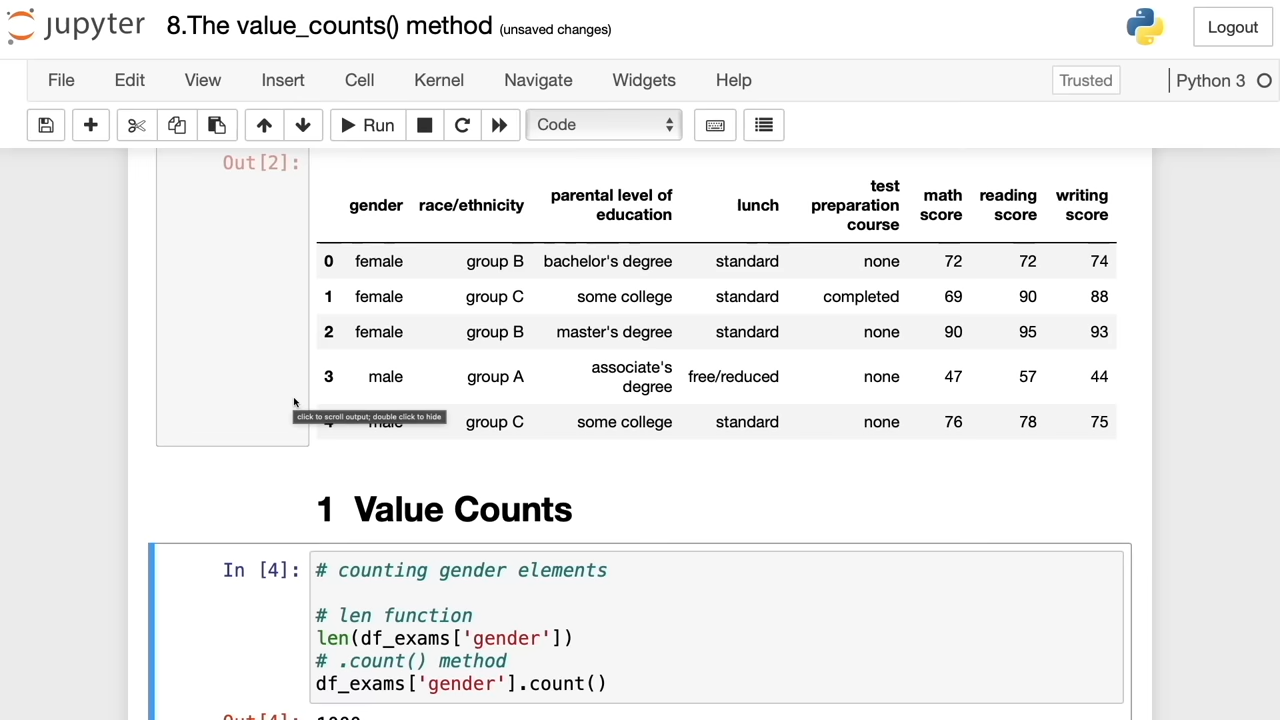 jupyter 8.The value_counts() method (unsaved changes) Logout
File Edit View Insert Cell Kernel Navigate Widgets Help Trusted Python 3
Run Code
Out[2]:
gender race/ethnicity parental level of education lunch test preparation course math score reading score writing score
0 female group B bachelor's degree standard none 72 72 74
1 female group C some college standard completed 69 90 88
2 female group B master's degree standard none 90 95 93
3 male group A associate's degree free/reduced none 47 57 44
click to scroll output; double click to hide
4 male group C some college standard none 76 78 75
1 Value Counts
In [4]: # counting gender elements
# len function
len(df_exams['gender'])
# .count() method
df_exams['gender'].count()
Out[4]: 1000